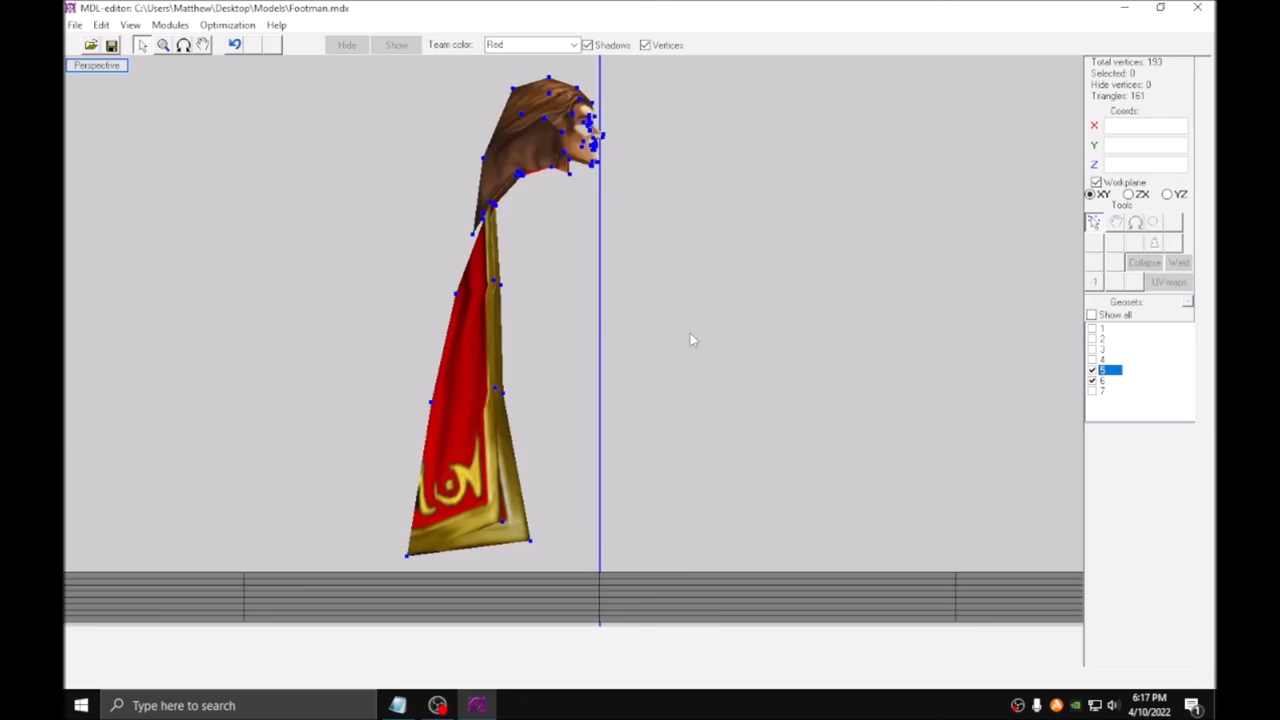 MDL-editor: C:\Users\Matthew\Desktop\Models\Footman.mdx
File Edit View Modules Optimization Help
Hide Show Team color: Red Shadows Vertices
Perspective
Total vertices: 193
Selected: 0
Hide vertices: 0
Triangles: 161
Coords:
X
Y
Z
Workplane
XY ZX YZ
Tools
Collapse Weld
-1 UV-maps
Geosets: -
Show all
1
2
3
4
5
6
7
Type here to search
6:17 PM
4/10/2022
1